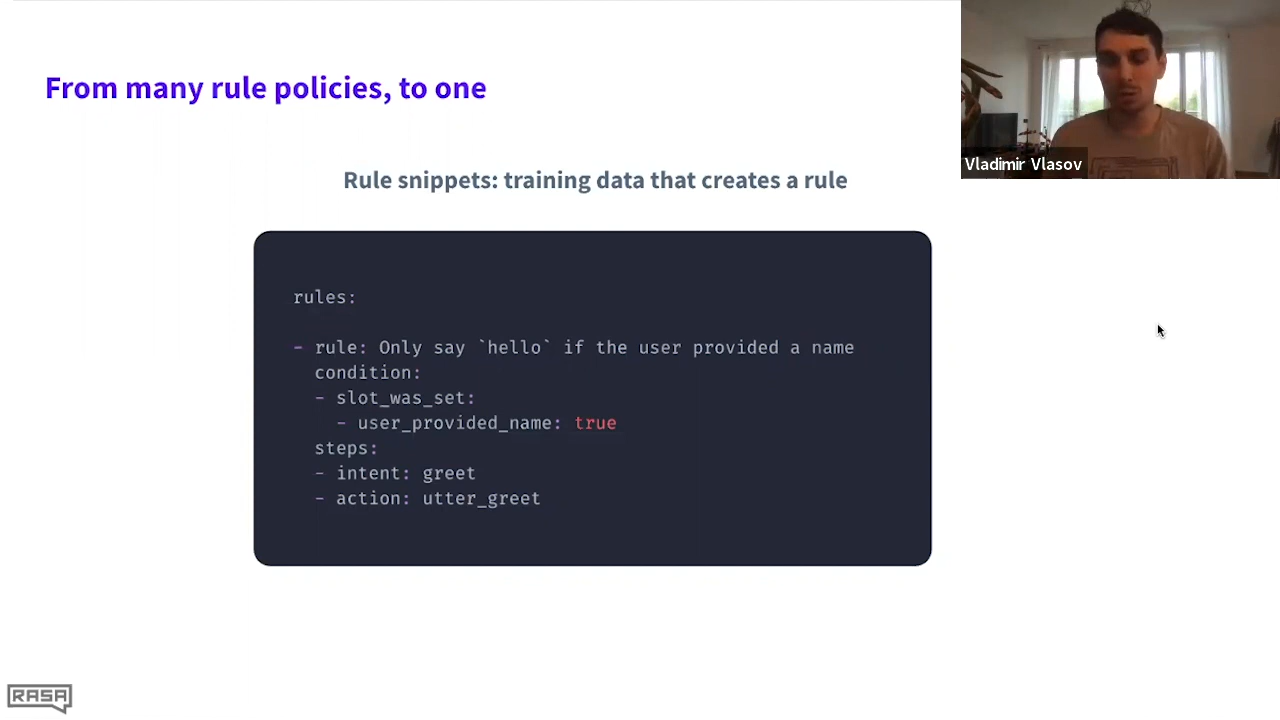 From many rule policies, to one
Vladimir Vlasov
Rule snippets: training data that creates a rule
rules:
- rule: Only say `hello` if the user provided a name
condition:
- slot_was_set:
- user_provided_name: true
steps:
- intent: greet
- action: utter_greet
RASA